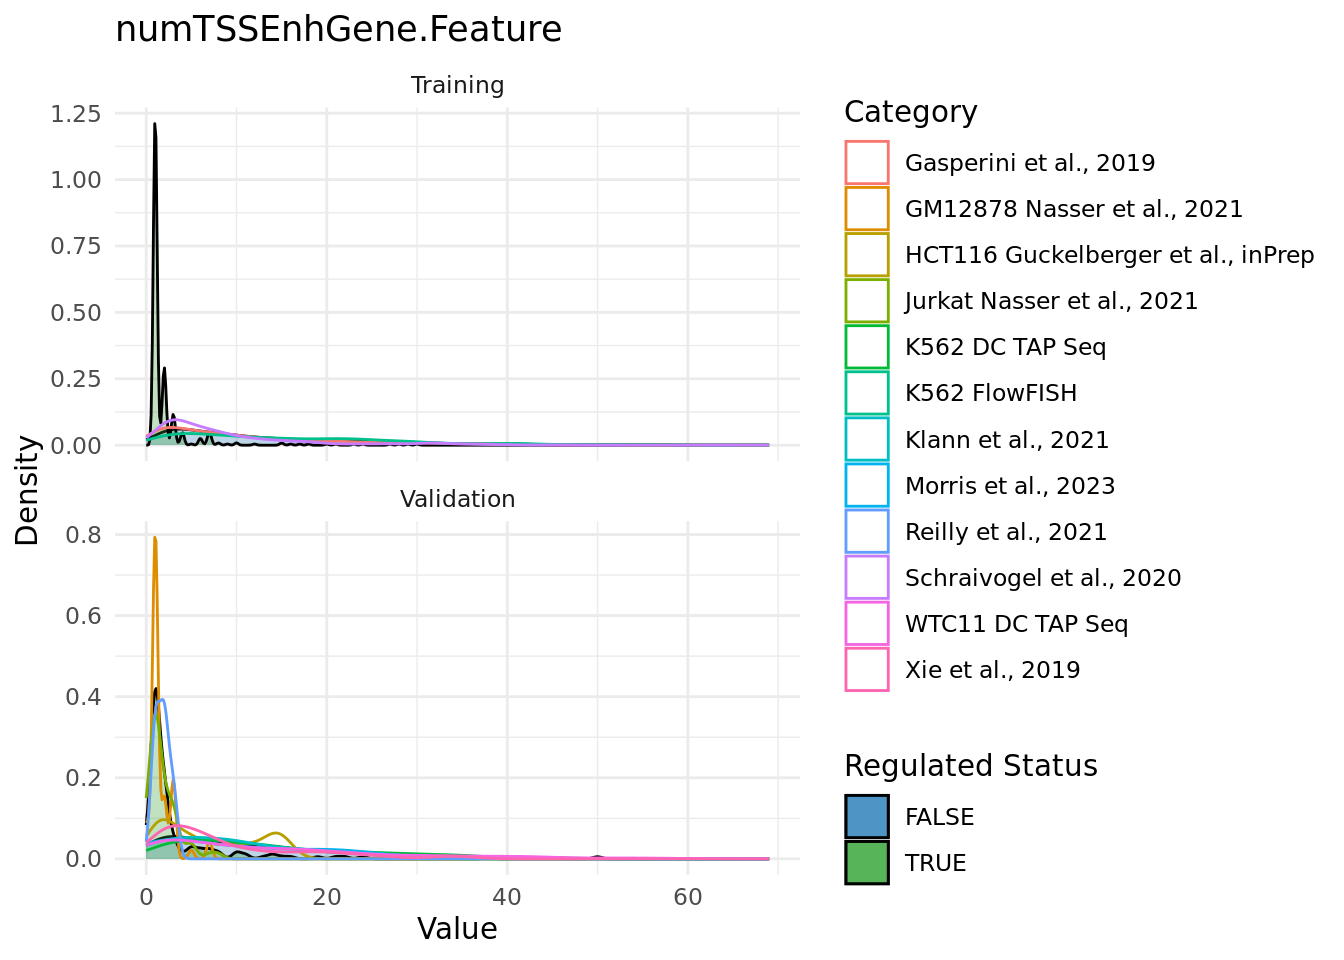 numTSSEnhGene.Feature
Training
1.25
1.00
0.75
0.50
0.25
0.00
Density
Validation
0.8
0.6
0.4
0.2
0.0
0 20 40 60
Value
Category
Gasperini et al., 2019
GM12878 Nasser et al., 2021
HCT116 Guckelberger et al., inPrep
Jurkat Nasser et al., 2021
K562 DC TAP Seq
K562 FlowFISH
Klann et al., 2021
Morris et al., 2023
Reilly et al., 2021
Schraivogel et al., 2020
WTC11 DC TAP Seq
Xie et al., 2019
Regulated Status
FALSE
TRUE